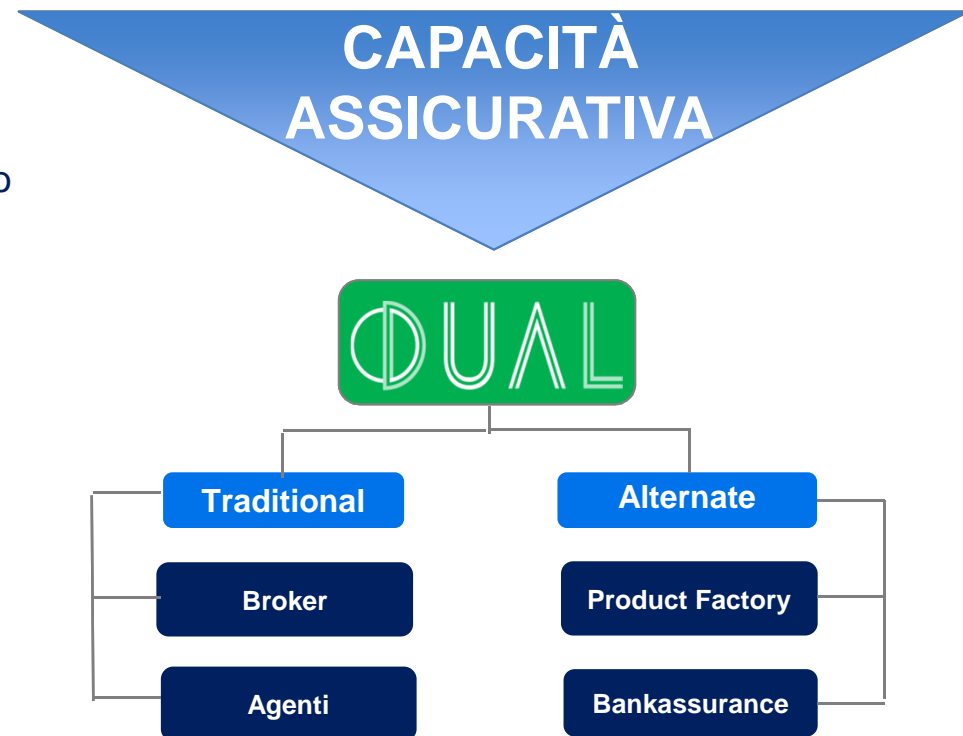 CAPACITÀ
ASSICURATIVA
o
DUAL
Traditional
Alternate
Broker
Product Factory
Agenti
Bankassurance